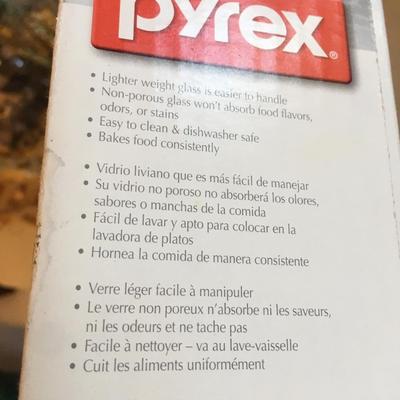 pyrex®
• Lighter weight glass is easier to handle
• Non-porous glass won't absorb food flavors,
odors, or stains
• Easy to clean & dishwasher safe
• Bakes food consistently
• Vidrio liviano que es más fácil de manejar
• Su vidrio no poroso no absorberá los olores,
sabores o manchas de la comida
• Fácil de lavar y apto para colocar en la
lavadora de platos
• Hornea la comida de manera consistente
• Verre léger facile à manipuler
• Le verre non poreux n'absorbe ni les saveurs,
ni les odeurs et ne tache pas
• Facile à nettoyer – va au lave-vaisselle
• Cuit les aliments uniformément